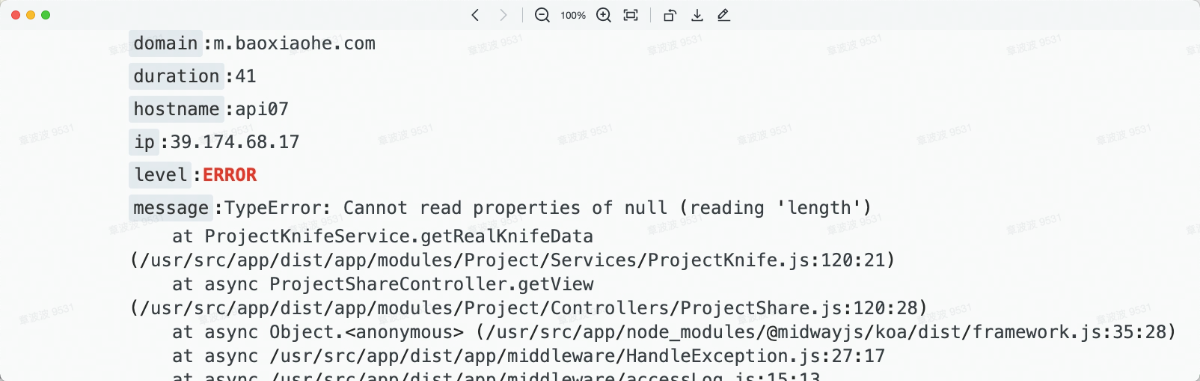 100%
domain:m.baoxiaohe.com
duration:41
hostname:api07
ip:39.174.68.17
level:ERROR
message:TypeError: Cannot read properties of null (reading 'length')
at ProjectKnifeService.getRealKnifeData
(/usr/src/app/dist/app/modules/Project/Services/ProjectKnife.js:120:21)
at async ProjectShareController.getView
(/usr/src/app/dist/app/modules/Project/Controllers/ProjectShare.js:120:28)
at async Object.<anonymous> (/usr/src/app/node_modules/@midwayjs/koa/dist/framework.js:35:28)
at async /usr/src/app/dist/app/middleware/HandleException.js:27:17
at async /usr/src/app/dist/app/middleware/accessLog.js:15:13